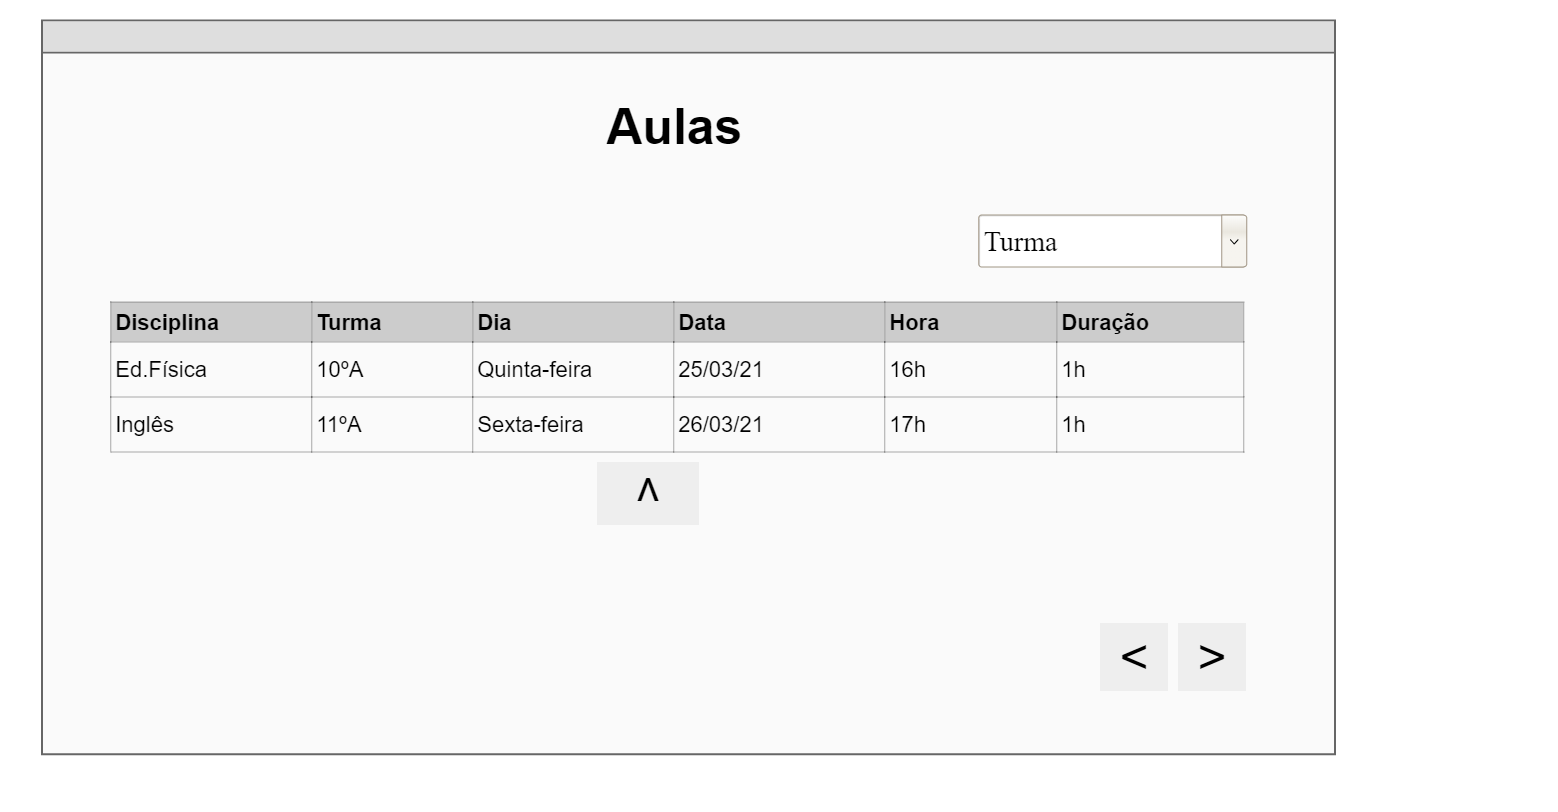 Aulas
Turma
Disciplina Turma Dia Data Hora Duração
Ed.Física 10ºA Quinta-feira 25/03/21 16h 1h
Inglês 11ºA Sexta-feira 26/03/21 17h 1h
<
>